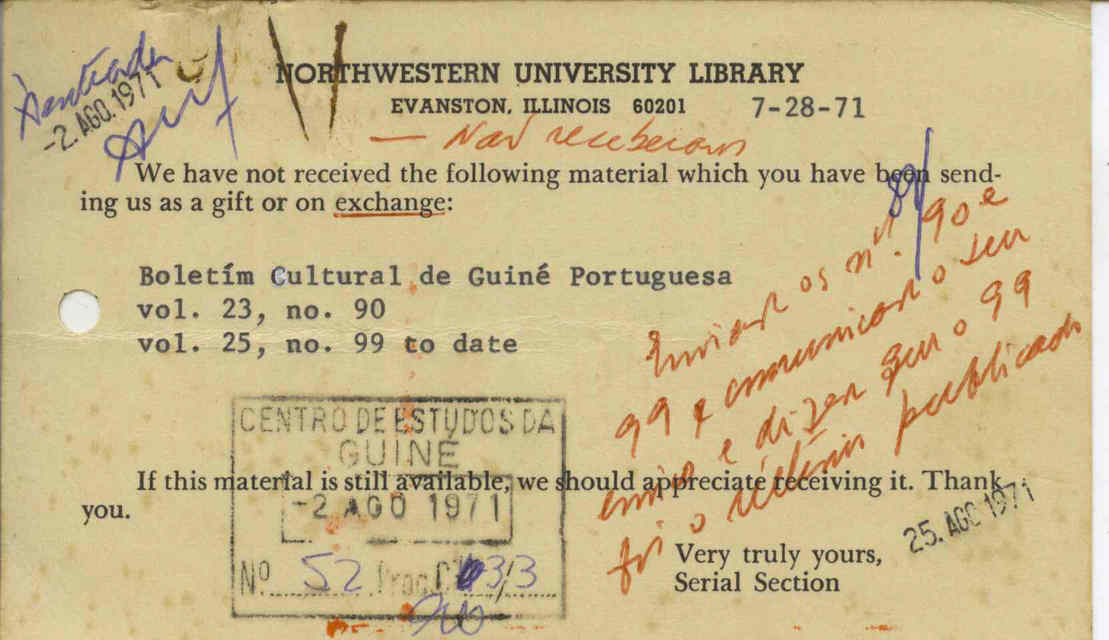 -2. AGO. 1971
NORTHWESTERN UNIVERSITY LIBRARY
EVANSTON, ILLINOIS 60201 7-28-71
— Não recebemos
We have not received the following material which you have been send-
ing us as a gift or on exchange:
Boletím Cultural de Guiné Portuguesa
vol. 23, no. 90
vol. 25, no. 99 to date
Enviar os nº. 90 e
99 e comunicar o seu
envio e dizer que o 99
foi o último publicado
CENTRO DE ESTUDOS DA
GUINÉ
-2 AGO 1971
Nº 52 Proc. 3/3
If this material is still available, we should appreciate receiving it. Thank
you.
25. AGO 1971
Very truly yours,
Serial Section